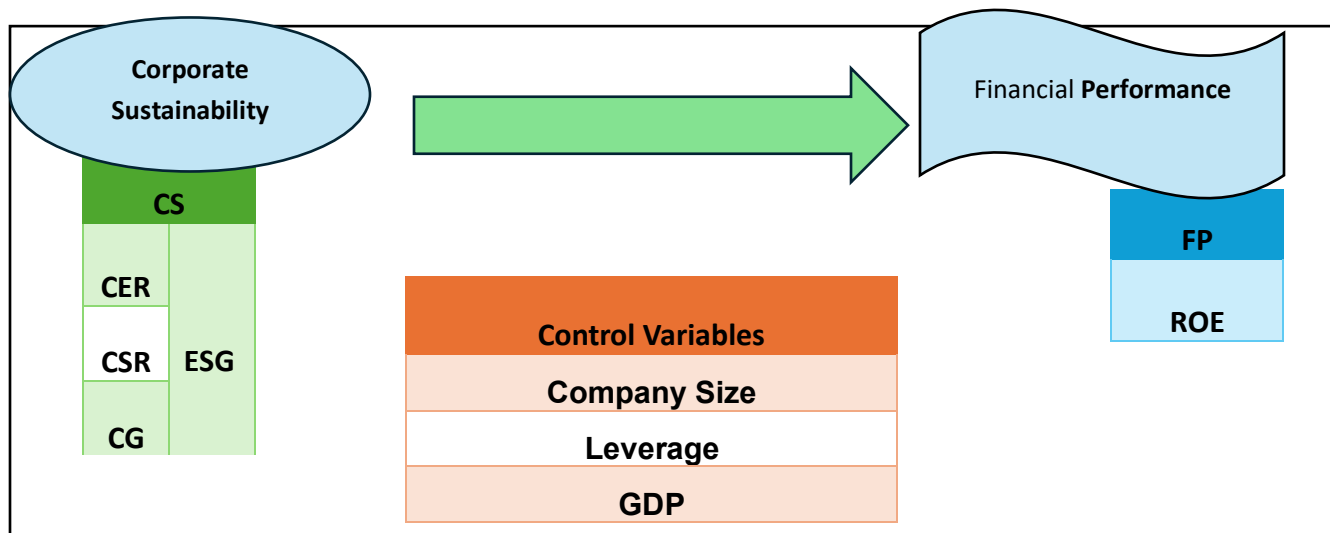 Corporate
Sustainability
Financial Performance
CS
CER
CSR
CG
ESG
Control Variables
Company Size
Leverage
GDP
FP
ROE